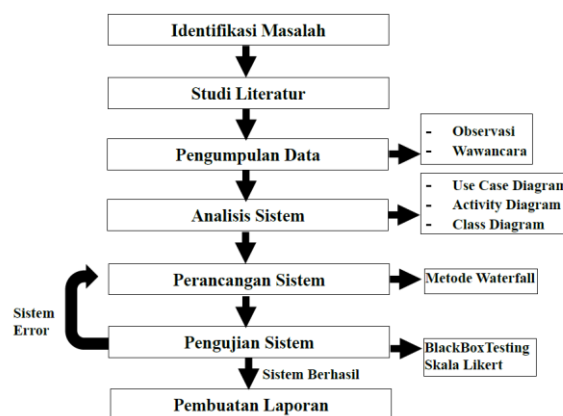 Identifikasi Masalah
Studi Literatur
Pengumpulan Data
- Observasi
- Wawancara
Analisis Sistem
- Use Case Diagram
- Activity Diagram
- Class Diagram
Perancangan Sistem
Metode Waterfall
Sistem
Error
Pengujian Sistem
BlackBoxTesting
Skala Likert
Sistem Berhasil
Pembuatan Laporan